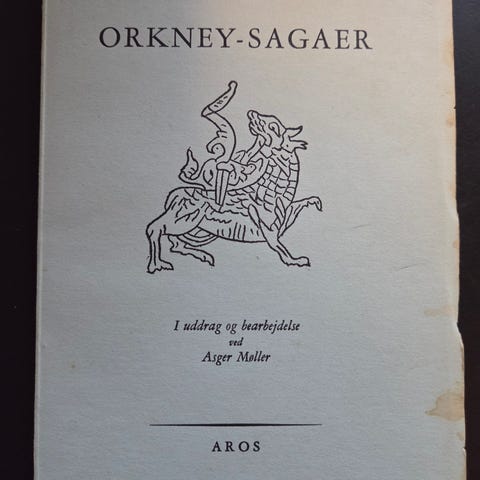 ORKNEY-SAGAER
I uddrag og bearbejdelse
ved
Asger Møller
AROS